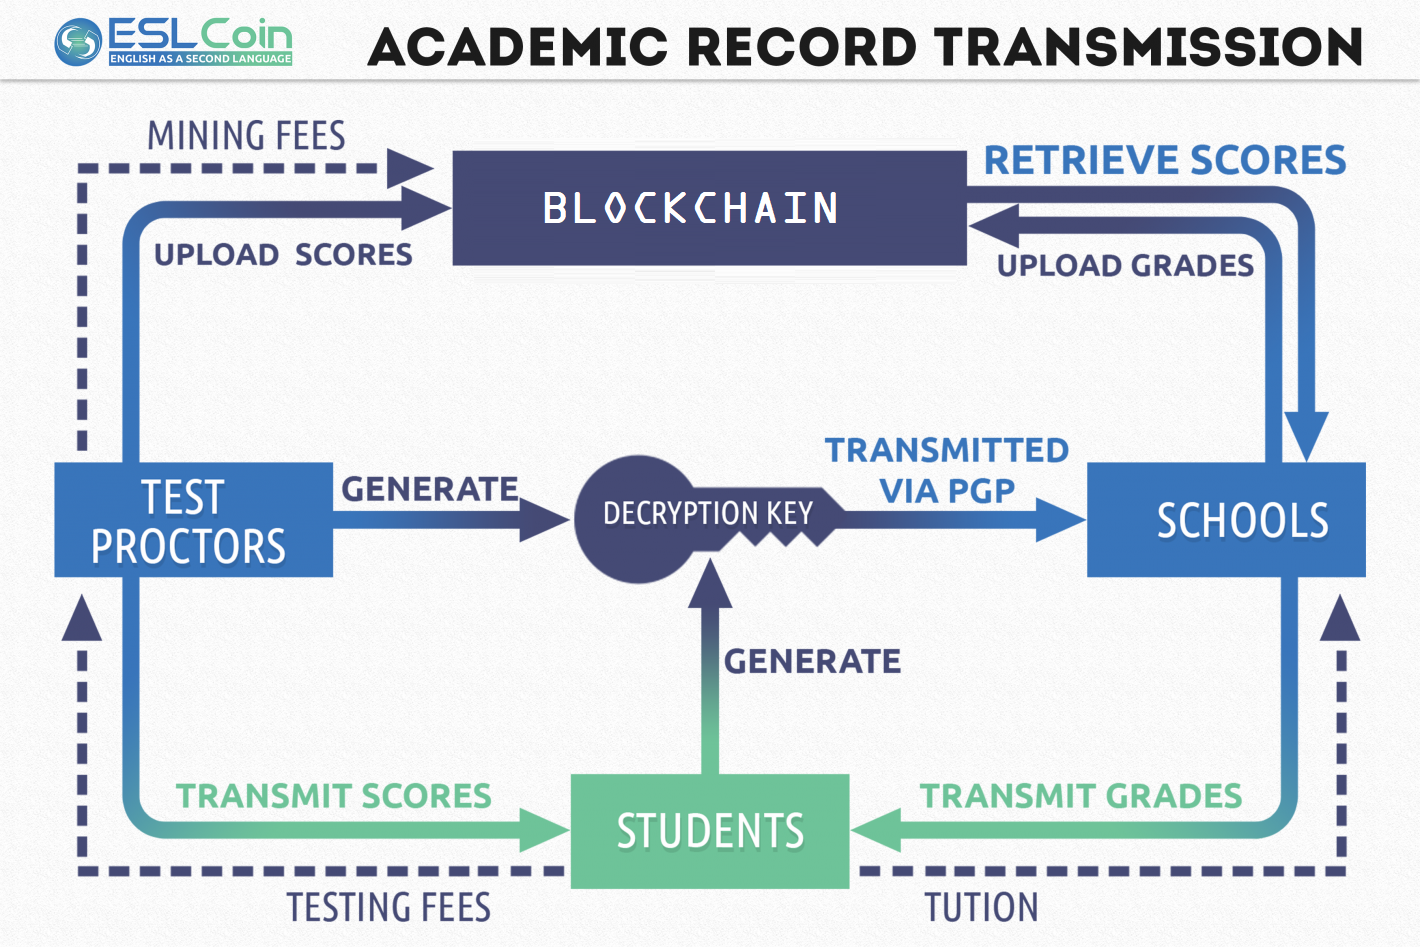 ESLCoin
ENGLISH AS A SECOND LANGUAGE
ACADEMIC RECORD TRANSMISSION
MINING FEES
BLOCKCHAIN
RETRIEVE SCORES
UPLOAD SCORES
UPLOAD GRADES
TEST
PROCTORS
GENERATE
DECRYPTION KEY
TRANSMITTED
VIA PGP
SCHOOLS
GENERATE
TRANSMIT SCORES
STUDENTS
TRANSMIT GRADES
TESTING FEES
TUTION